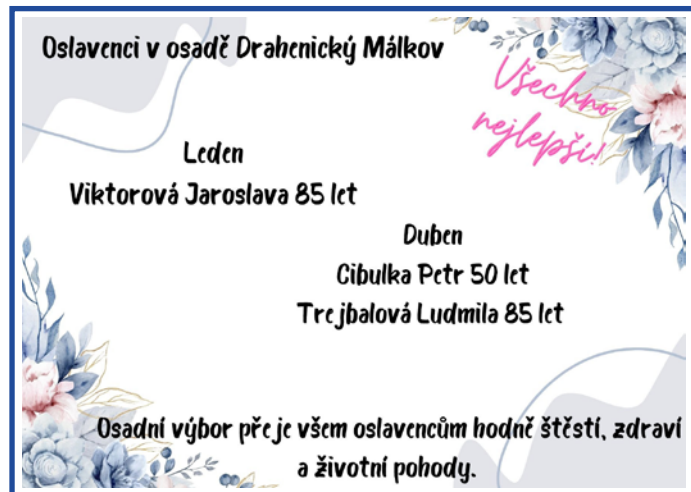 Oslavenci v osadě Drahenický Málkov
Všechno
nejlepší!
Leden
Viktorová Jaroslava 85 let
Duben
Cibulka Petr 50 let
Trejbalová Ludmila 85 let
Osadní výbor přeje všem oslavencům hodně štěstí, zdraví
a životní pohody.